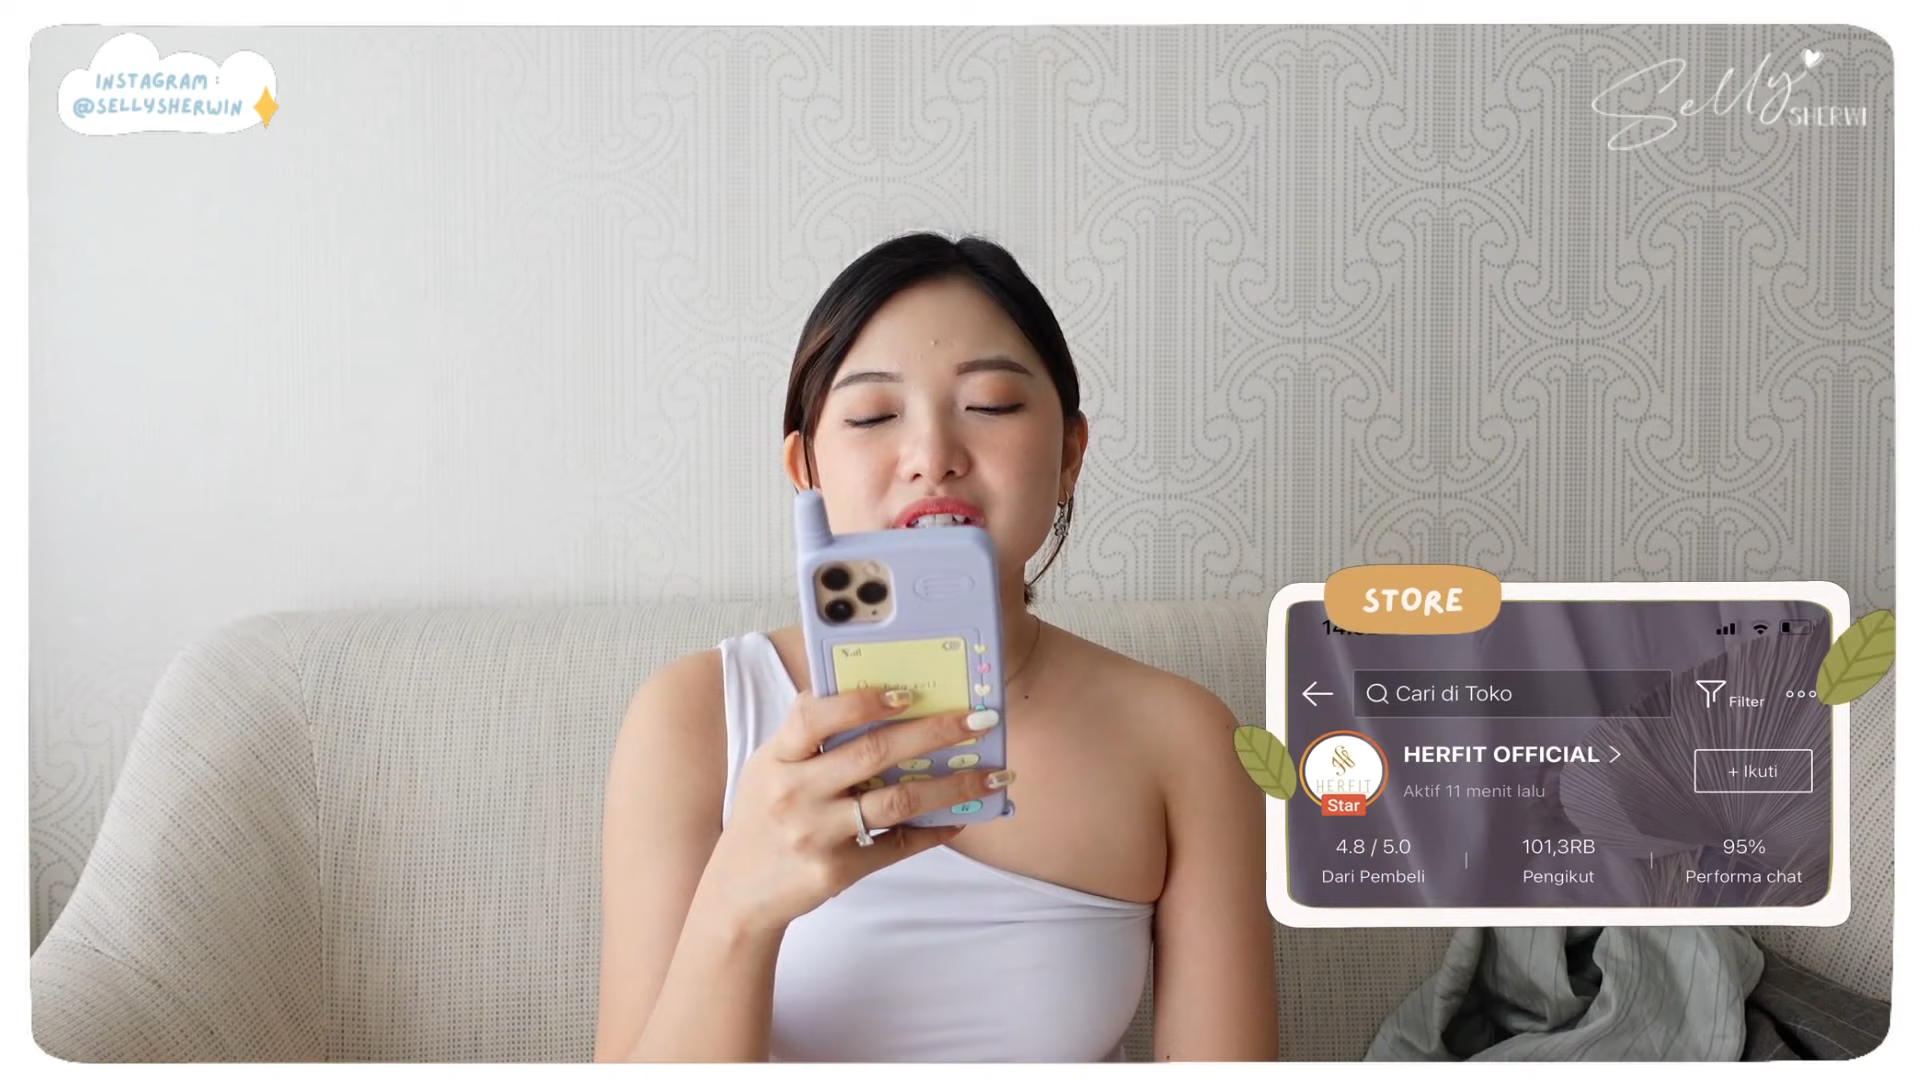 INSTAGRAM :
@SELLYSHERWIN
Selly
SHERWI
STORE
Cari di Toko
Filter
HERFIT OFFICIAL >
+ Ikuti
HERFIT
Star
Aktif 11 menit lalu
4.8 / 5.0
101,3RB
95%
Dari Pembeli
Pengikut
Performa chat